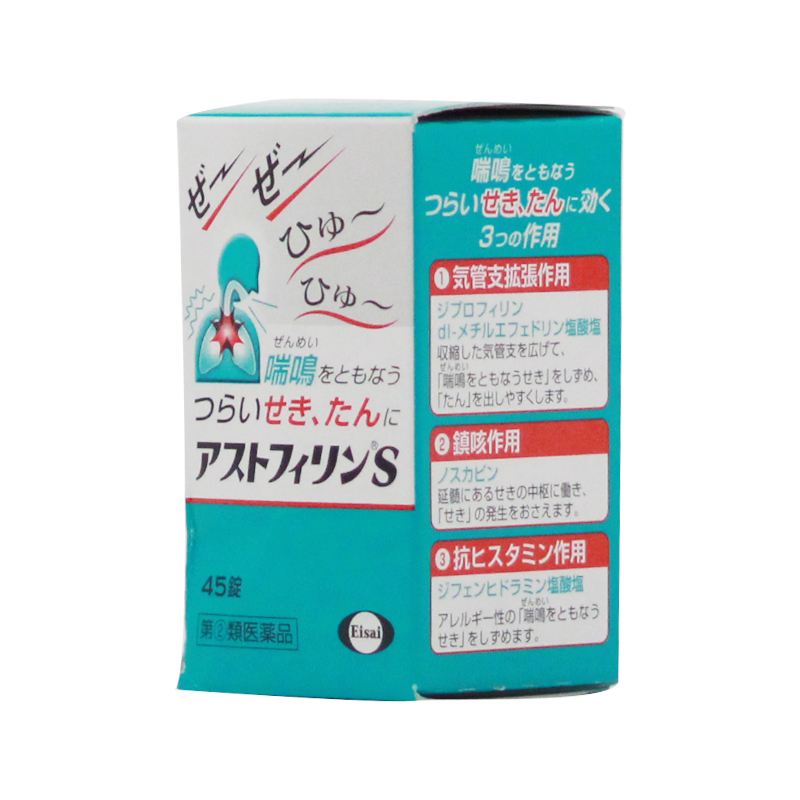 ぜー
ぜー
ひゅ〜
ひゅ〜
ぜんめい
喘鳴をともなう
つらいせき、たんに
アストフィリン®S
45錠
第②類医薬品
Eisai
ぜんめい
喘鳴をともなう
つらいせき、たんに効く
3つの作用
1 気管支拡張作用
ジプロフィリン
dl-メチルエフェドリン塩酸塩
収縮した気管支を広げて、
ぜんめい
「喘鳴をともなうせき」をしずめ、
「たん」を出しやすくします。
2 鎮咳作用
ノスカピン
延髄にあるせきの中枢に働き、
「せき」の発生をおさえます。
3 抗ヒスタミン作用
ジフェンヒドラミン塩酸塩
ぜんめい
アレルギー性の「喘鳴をともなう
せき」をしずめます。